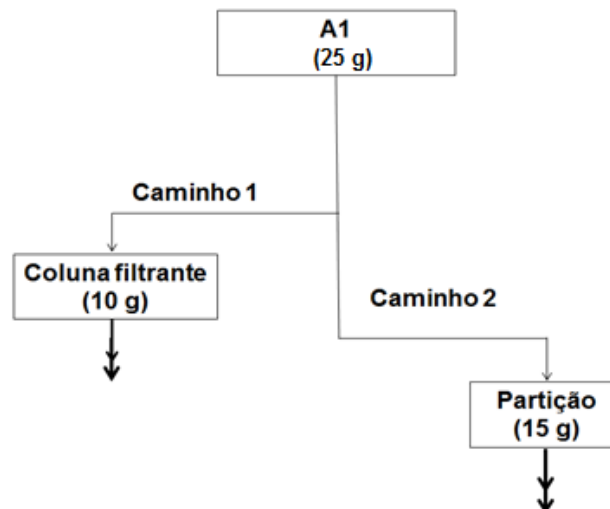 A1
(25 g)
Caminho 1
Coluna filtrante
(10 g)
Caminho 2
Partição
(15 g)